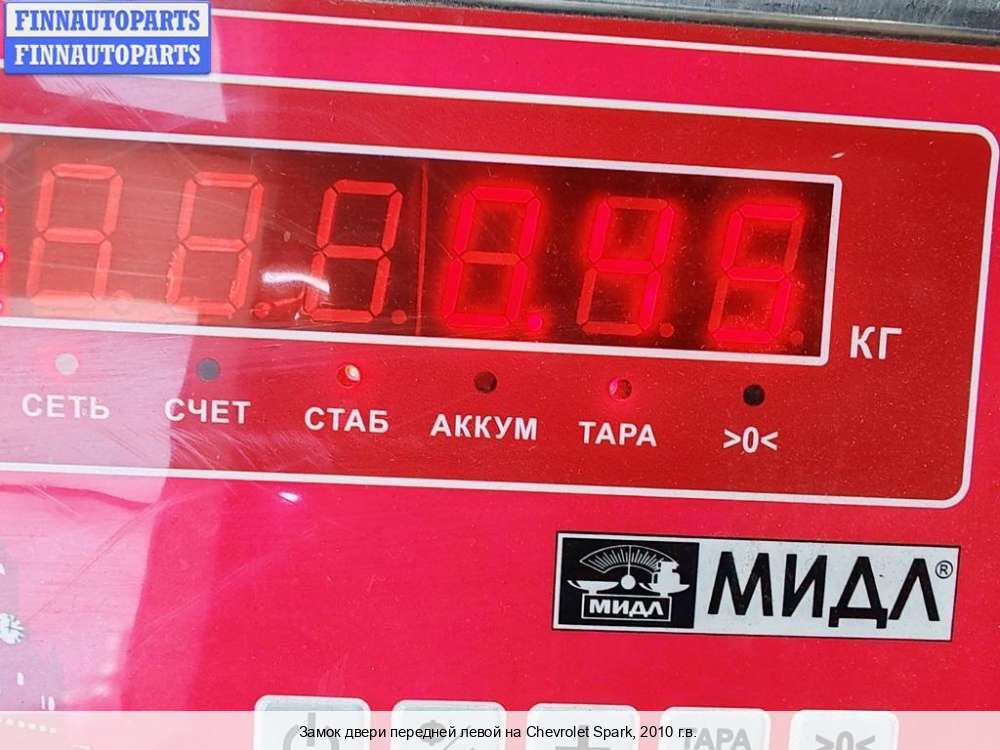 FINNAUTOPARTS
FINNAUTOPARTS
0.45
КГ
СЕТЬ СЧЕТ СТАБ АККУМ ТАРА >0<
МИДЛ МИДЛ®
ТАРА >0<
Замок двери передней левой на Chevrolet Spark, 2010 г.в.